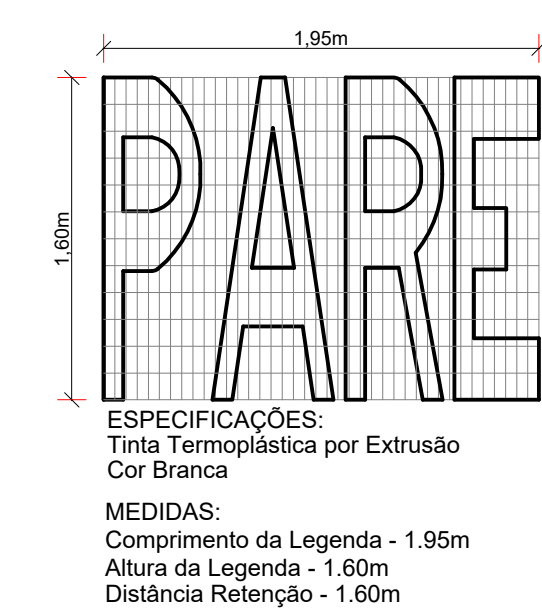 1,95m
1,60m
PARE
ESPECIFICAÇÕES:
Tinta Termoplástica por Extrusão
Cor Branca
MEDIDAS:
Comprimento da Legenda - 1.95m
Altura da Legenda - 1.60m
Distância Retenção - 1.60m